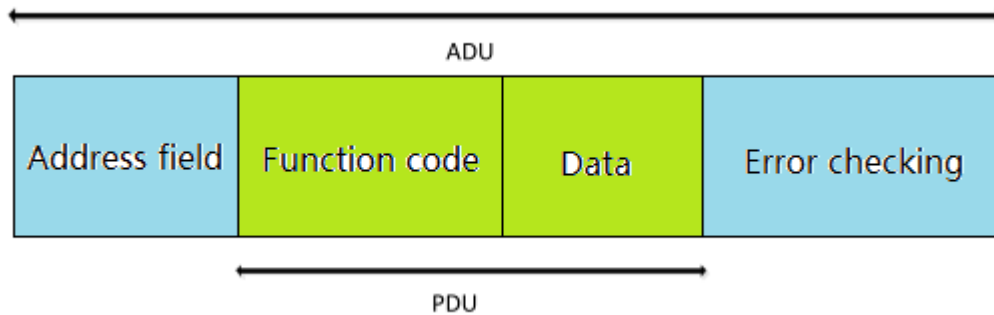 ADU
Address field
Function code
Data
Error checking
PDU